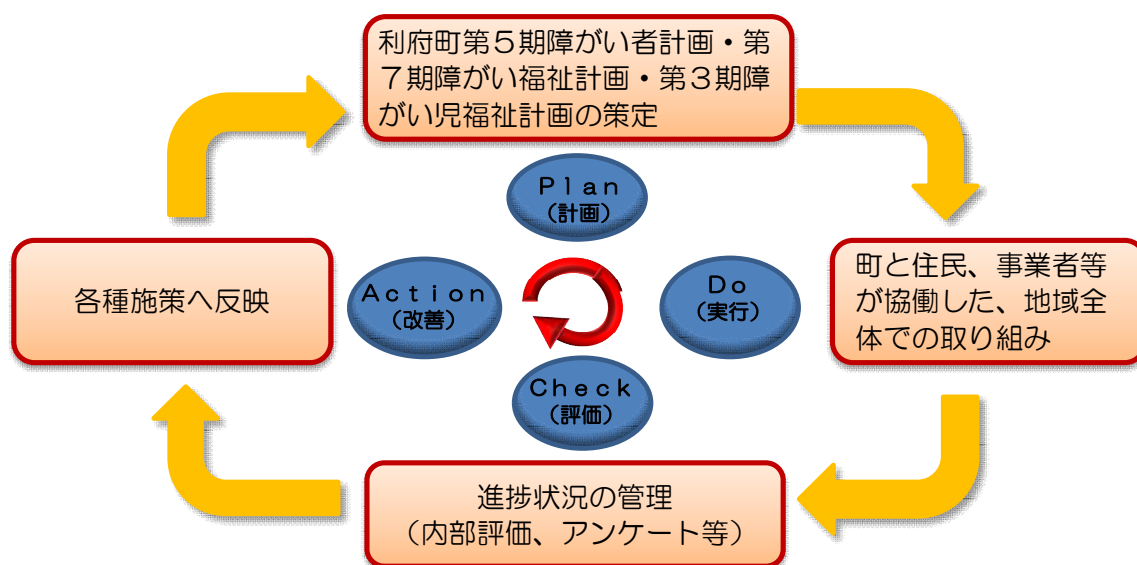 利府町第５期障がい者計画・第
７期障がい福祉計画・第３期障
がい児福祉計画の策定
Ｐｌａｎ
（計画）
各種施策へ反映
Ａｃｔｉｏｎ
（改善）
Ｄｏ
（実行）
町と住民、事業者等
が協働した、地域全
体での取り組み
Ｃｈｅｃｋ
（評価）
進捗状況の管理
（内部評価、アンケート等）